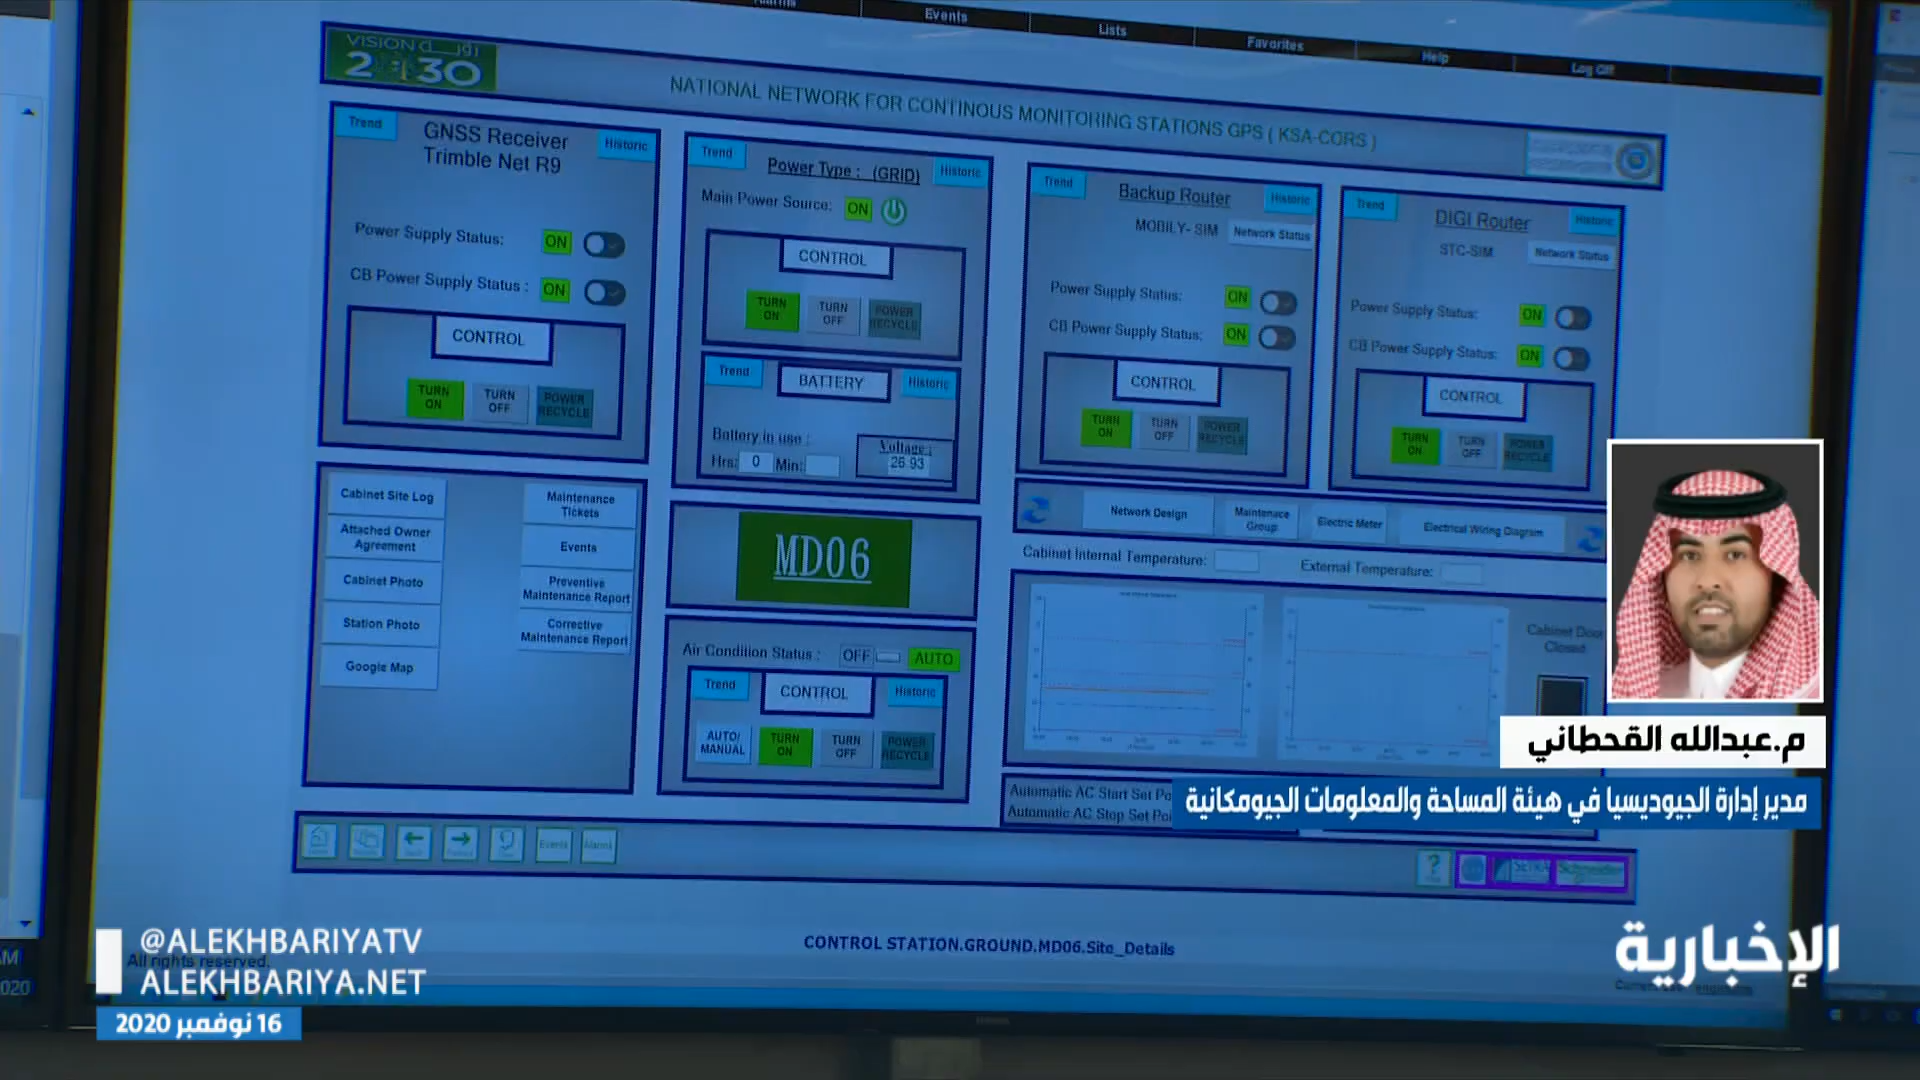 Alarms
Events
Lists
Favorites
Help
Log Off
VISION رؤيـــة
2030
NATIONAL NETWORK FOR CONTINOUS MONITORING STATIONS GPS ( KSA-CORS )
Trend
GNSS Receiver
Trimble Net R9
Historic
Power Supply Status:
ON
CB Power Supply Status :
ON
CONTROL
TURN ON
TURN OFF
POWER RECYCLE
Trend
Power Type : (GRID)
Historic
Main Power Source:
ON
CONTROL
TURN ON
TURN OFF
POWER RECYCLE
Trend
BATTERY
Historic
Battery in use :
Hrs: 0 Min:
Voltage :
26.93
Trend
Backup Router
Historic
MOBILY- SIM
Network Status
Power Supply Status:
ON
CB Power Supply Status:
ON
CONTROL
TURN ON
TURN OFF
POWER RECYCLE
Trend
DIGI Router
Historic
STC-SIM
Network Status
Power Supply Status:
ON
CB Power Supply Status:
ON
CONTROL
TURN ON
TURN OFF
POWER RECYCLE
Cabinet Site Log
Attached Owner Agreement
Cabinet Photo
Station Photo
Google Map
Maintenance Tickets
Events
Preventive Maintenance Report
Corrective Maintenance Report
MD06
Air Condition Status :
OFF
AUTO
Trend
CONTROL
Historic
AUTO/ MANUAL
TURN ON
TURN OFF
POWER RECYCLE
Network Design
Maintenace Group
Electric Meter
Electrical Wiring Diagram
Cabinet Internal Temperature:
External Temperature:
Cabinet Door
Closed
Automatic AC Start Set Po
Automatic AC Stop Set Poi
Events
Alarms
Schneider
CONTROL STATION.GROUND.MD06.Site_Details
All rights reserved.
AM
020
م.عبدالله القحطاني
مدير إدارة الجيوديسيا في هيئة المساحة والمعلومات الجيومكانية
الإخبارية
@ALEKHBARIYATV
ALEKHBARIYA.NET
16 نوفمبر 2020